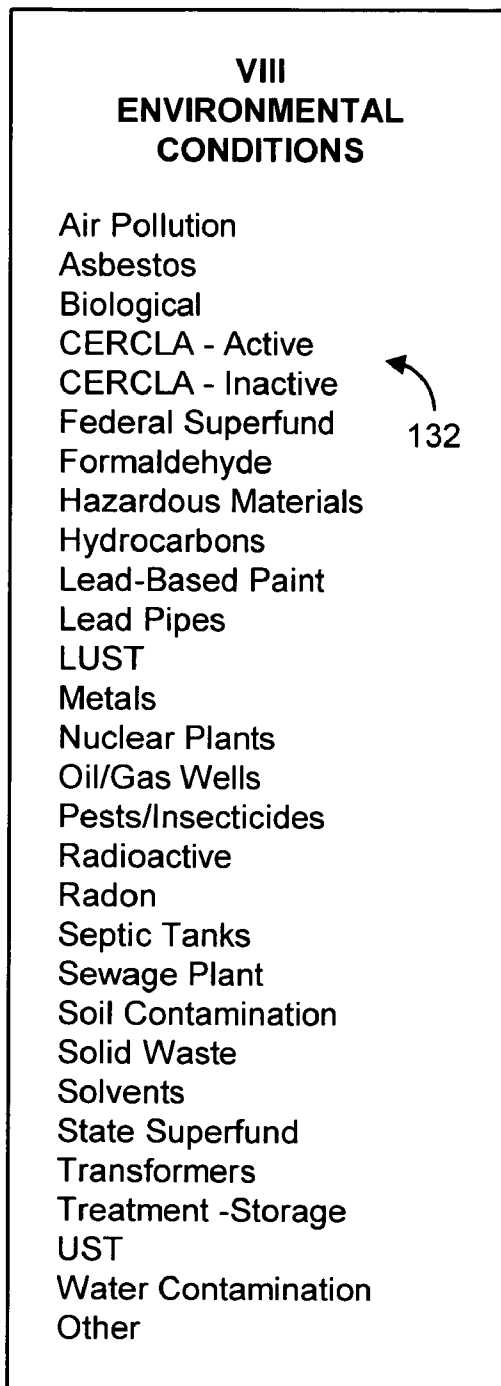 VIII
ENVIRONMENTAL
CONDITIONS
Air Pollution
Asbestos
Biological
CERCLA - Active
CERCLA - Inactive
Federal Superfund
132
Formaldehyde
Hazardous Materials
Hydrocarbons
Lead-Based Paint
Lead Pipes
LUST
Metals
Nuclear Plants
Oil/Gas Wells
Pests/Insecticides
Radioactive
Radon
Septic Tanks
Sewage Plant
Soil Contamination
Solid Waste
Solvents
State Superfund
Transformers
Treatment -Storage
UST
Water Contamination
Other